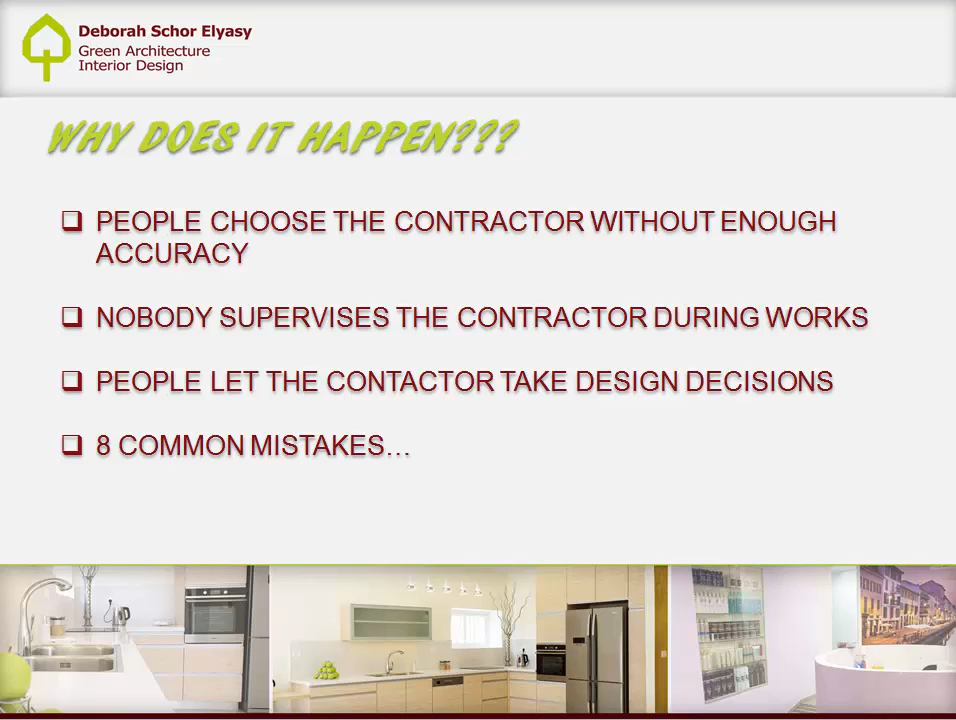 Deborah Schor Elyasy
Green Architecture
Interior Design
WHY DOES IT HAPPEN???
PEOPLE CHOOSE THE CONTRACTOR WITHOUT ENOUGH
ACCURACY
NOBODY SUPERVISES THE CONTRACTOR DURING WORKS
PEOPLE LET THE CONTACTOR TAKE DESIGN DECISIONS
8 COMMON MISTAKES…